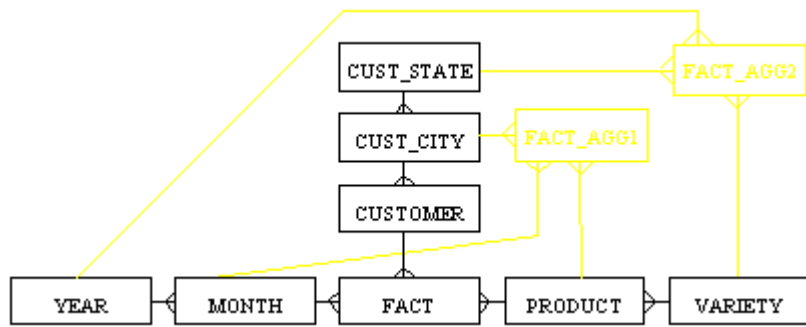 CUST_STATE
FACT_AGG2
CUST_CITY
FACT_AGG1
CUSTOMER
YEAR
MONTH
FACT
PRODUCT
VARIETY